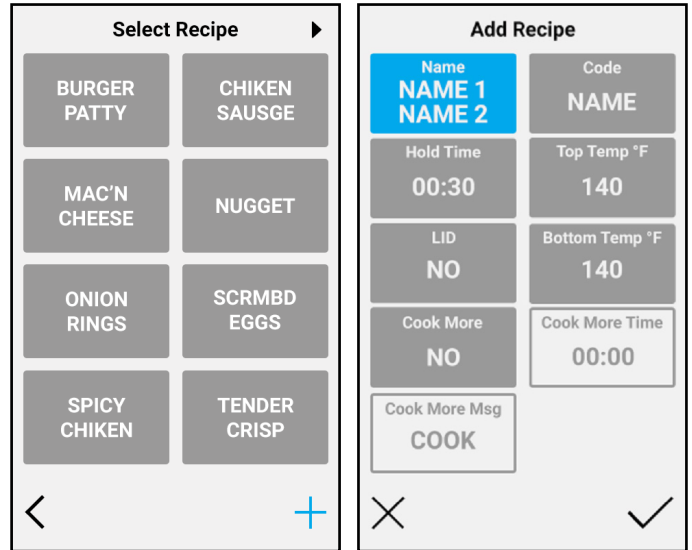 Select Recipe
BURGER
PATTY
CHIKEN
SAUSGE
MAC'N
CHEESE
NUGGET
ONION
RINGS
SCRMBD
EGGS
SPICY
CHIKEN
TENDER
CRISP
Add Recipe
Name
NAME 1
NAME 2
Code
NAME
Hold Time
00:30
Top Temp °F
140
LID
NO
Bottom Temp °F
140
Cook More
NO
Cook More Time
00:00
Cook More Msg
COOK